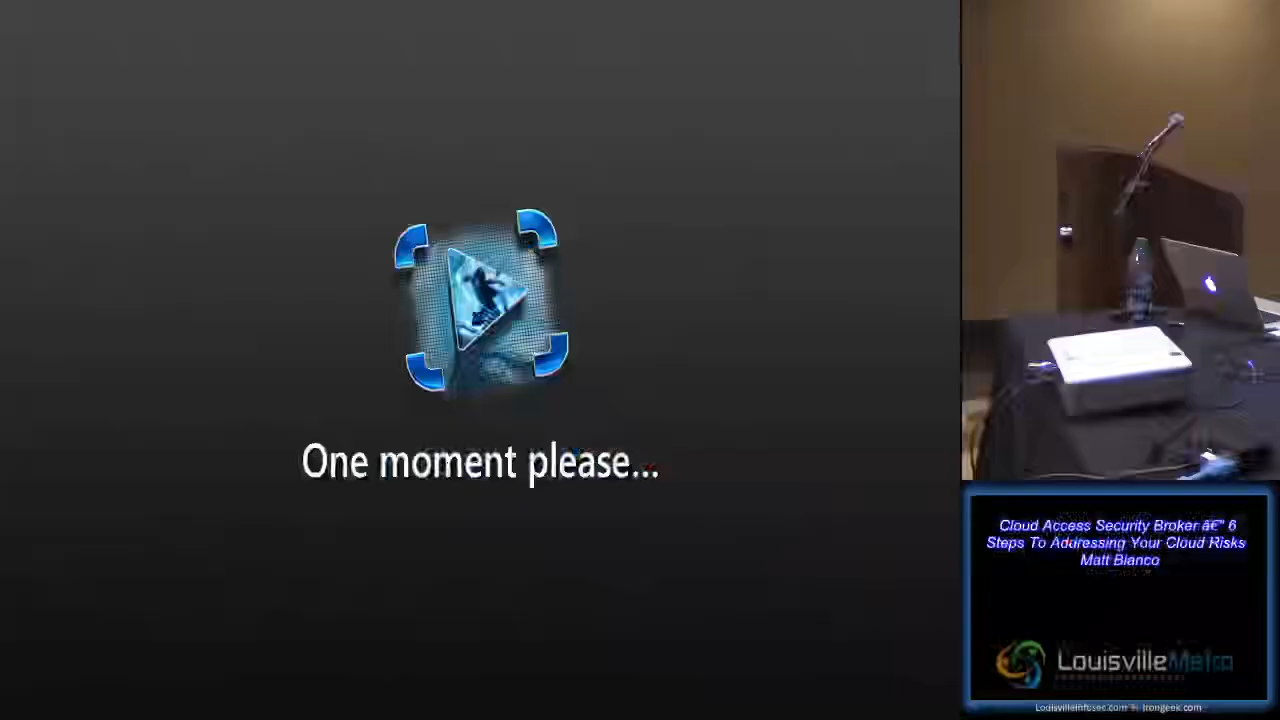 One moment please...
Cloud Access Security Broker â€" 6
Steps To Addressing Your Cloud Risks
Matt Bianco
LouisvilleMetro
Louisvilleinfosec.com
Irongeek.com